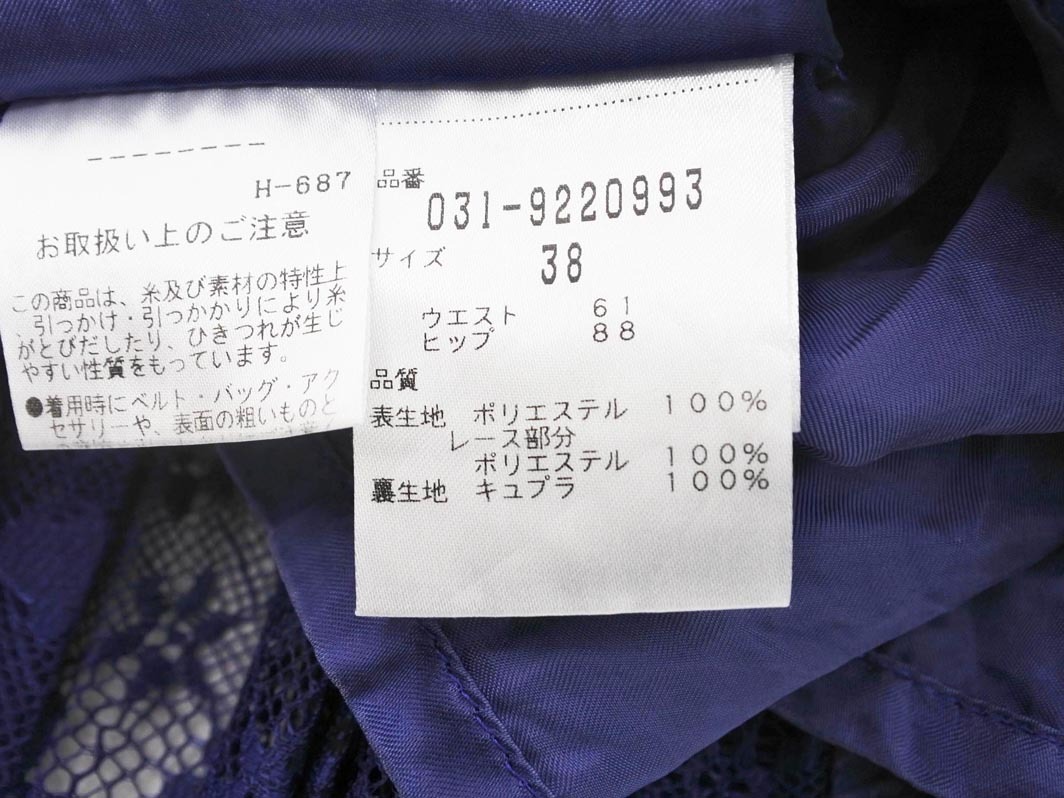 H-687
お取扱い上のご注意
この商品は、糸及び素材の特性上
引っかけ・引っかかりにより糸
がとびだしたり、ひきつれが生じ
やすい性質をもっています。
●着用時にベルト・バッグ・アク
セサリーや、表面の粗いものと
品番
031-9220993
サイズ 38
ウエスト 61
ヒップ 88
品質
表生地 ポリエステル 100%
レース部分
ポリエステル 100%
裏生地 キュプラ 100%